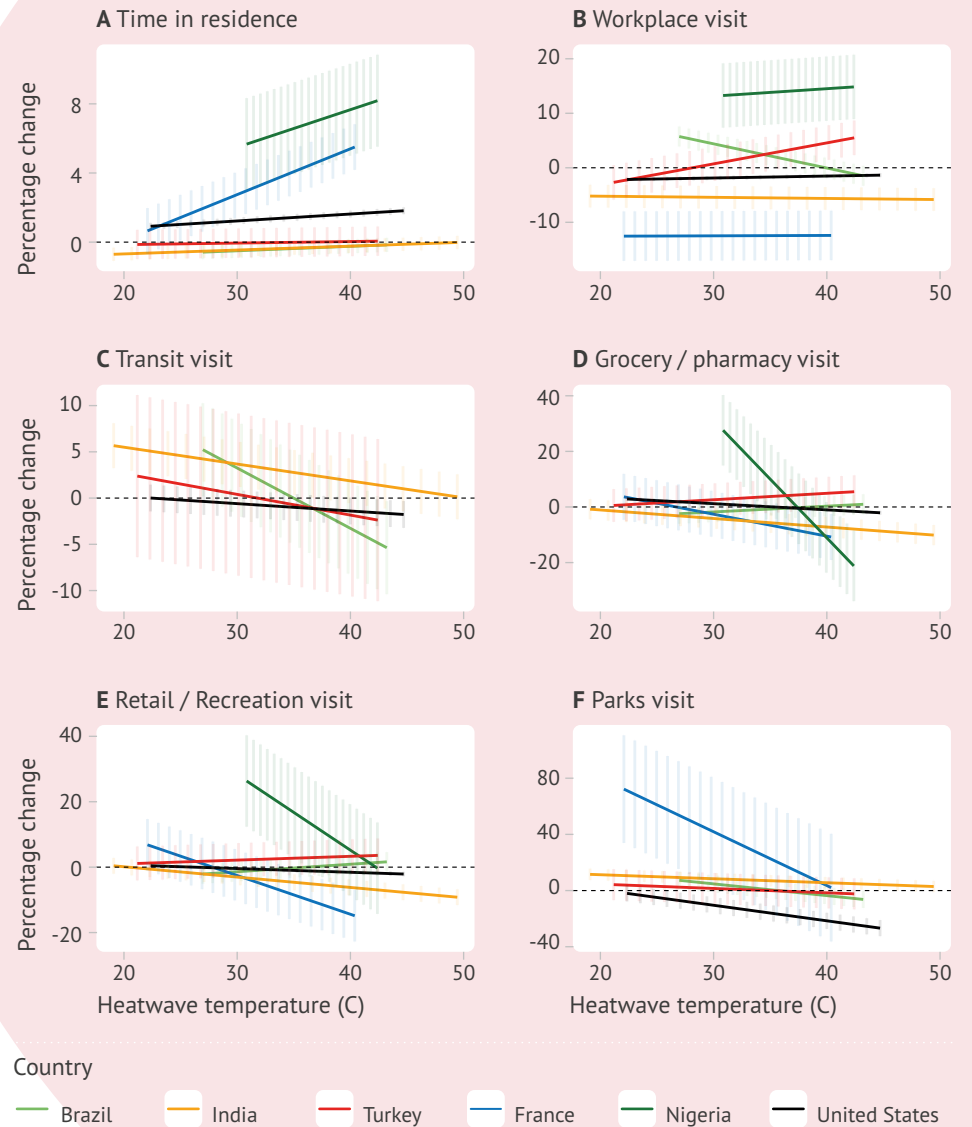 A Time in residence
B Workplace visit
Percentage change
8
4
0
20 30 40 50
20
10
0
-10
20 30 40 50
C Transit visit
D Grocery / pharmacy visit
Percentage change
10
5
0
-5
-10
20 30 40 50
40
20
0
-20
20 30 40 50
E Retail / Recreation visit
F Parks visit
Percentage change
40
20
0
-20
20 30 40 50
Heatwave temperature (C)
80
40
0
-40
20 30 40 50
Heatwave temperature (C)
Country
Brazil India Turkey France Nigeria United States